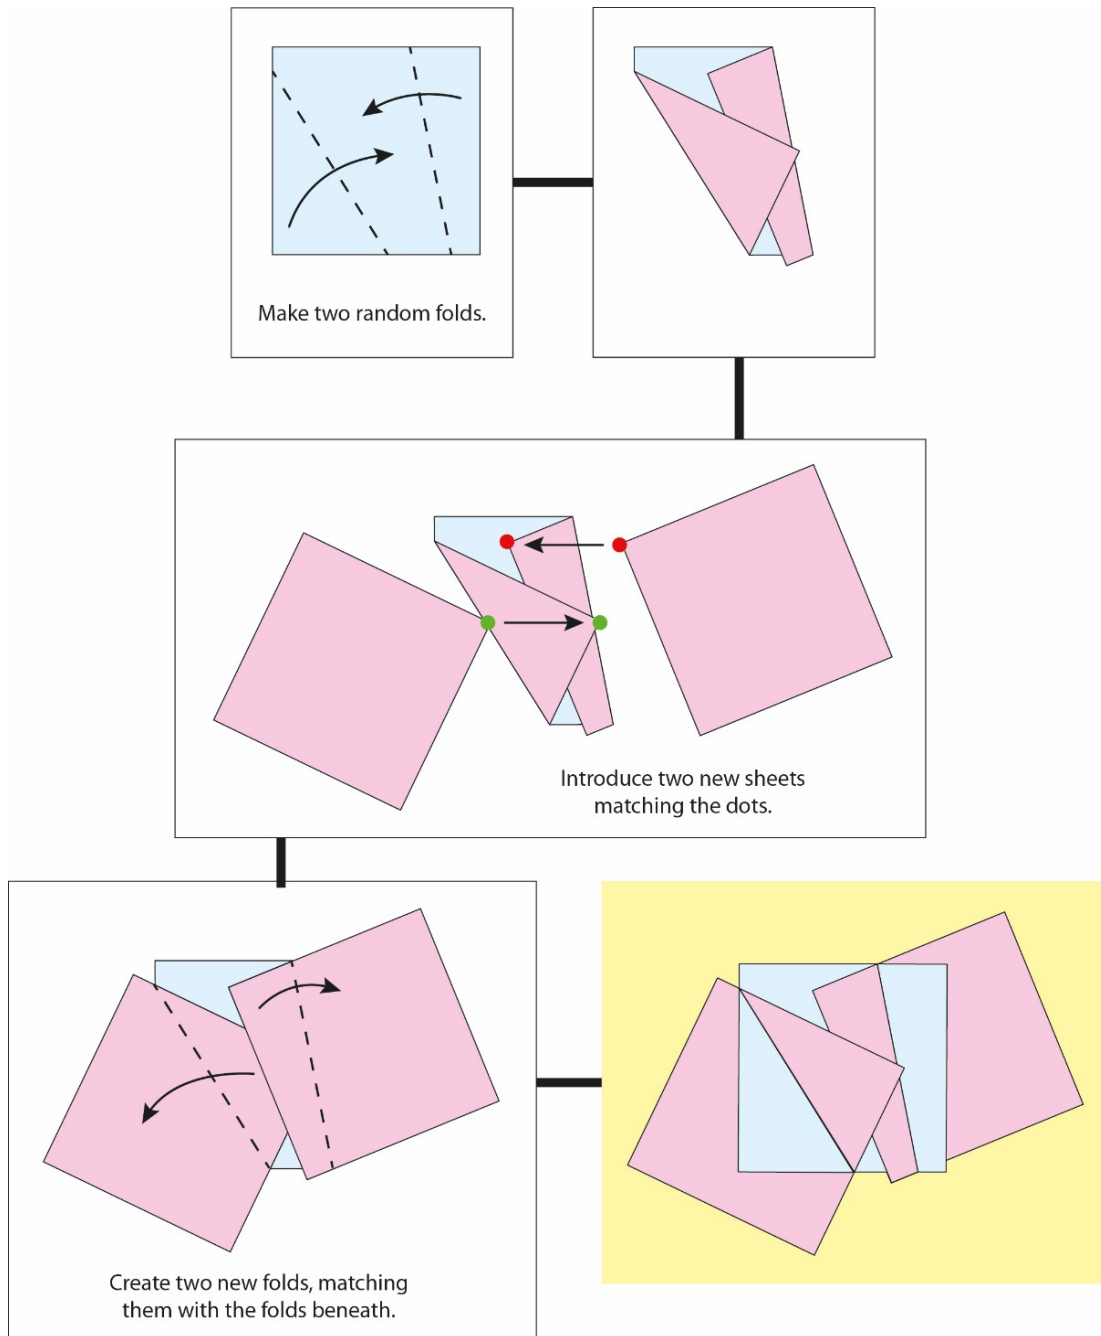 Make two random folds.
Introduce two new sheets
matching the dots.
Create two new folds, matching
them with the folds beneath.